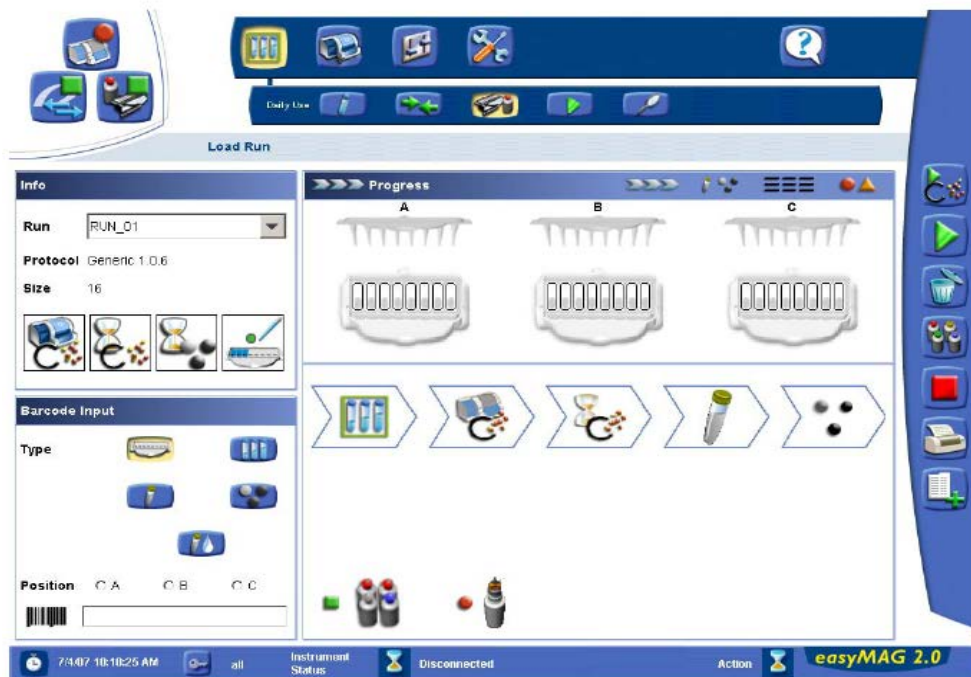 Daily Use
Load Run
Info
Progress
A B C
Run RUN_01
Protocol Generic 1.0.6
Size 16
Barcode Input
Type
Position A B C
7/4/07 10:10:25 AM all Instrument Status Disconnected Action easyMAG 2.0